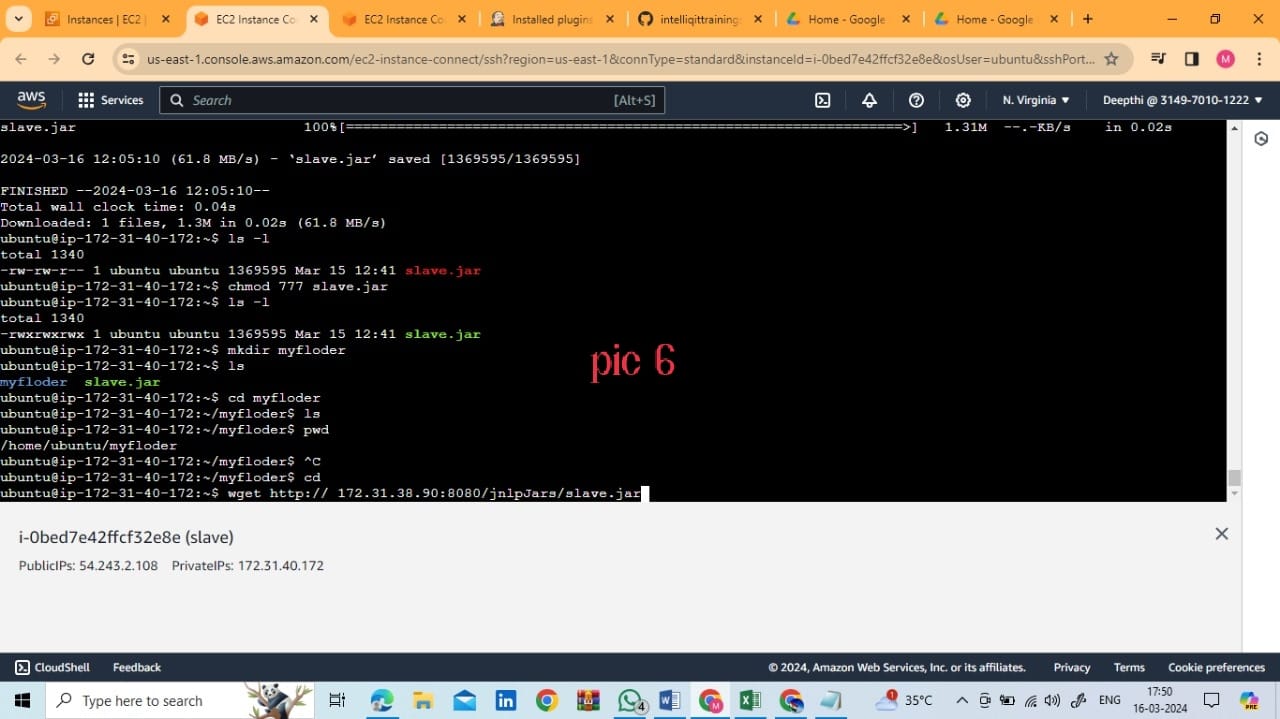 Instances | EC2
EC2 Instance Co
EC2 Instance Co
Installed plugins
intelliqittrainings
Home - Google
Home - Google
us-east-1.console.aws.amazon.com/ec2-instance-connect/ssh?region=us-east-1&connType=standard&instanceId=i-0bed7e42ffcf32e8e&osUser=ubuntu&sshPort...
M
aws
Services
Search
[Alt+S]
N. Virginia
Deepthi @ 3149-7010-1222
slave.jar 100%[===================================================================>] 1.31M --.-KB/s in 0.02s
2024-03-16 12:05:10 (61.8 MB/s) - ‘slave.jar’ saved [1369595/1369595]
FINISHED --2024-03-16 12:05:10--
Total wall clock time: 0.04s
Downloaded: 1 files, 1.3M in 0.02s (61.8 MB/s)
ubuntu@ip-172-31-40-172:~$ ls -l
total 1340
-rw-rw-r-- 1 ubuntu ubuntu 1369595 Mar 15 12:41 slave.jar
ubuntu@ip-172-31-40-172:~$ chmod 777 slave.jar
ubuntu@ip-172-31-40-172:~$ ls -l
total 1340
-rwxrwxrwx 1 ubuntu ubuntu 1369595 Mar 15 12:41 slave.jar
ubuntu@ip-172-31-40-172:~$ mkdir myfloder
ubuntu@ip-172-31-40-172:~$ ls
myfloder slave.jar
ubuntu@ip-172-31-40-172:~$ cd myfloder
ubuntu@ip-172-31-40-172:~/myfloder$ ls
ubuntu@ip-172-31-40-172:~/myfloder$ pwd
/home/ubuntu/myfloder
ubuntu@ip-172-31-40-172:~/myfloder$ ^C
ubuntu@ip-172-31-40-172:~/myfloder$ cd
ubuntu@ip-172-31-40-172:~$ wget http:// 172.31.38.90:8080/jnlpJars/slave.jar
pic 6
i-0bed7e42ffcf32e8e (slave)
PublicIPs: 54.243.2.108 PrivateIPs: 172.31.40.172
CloudShell
Feedback
© 2024, Amazon Web Services, Inc. or its affiliates.
Privacy
Terms
Cookie preferences
Type here to search
4
M
1
35°C
ENG
17:50
16-03-2024
PRE